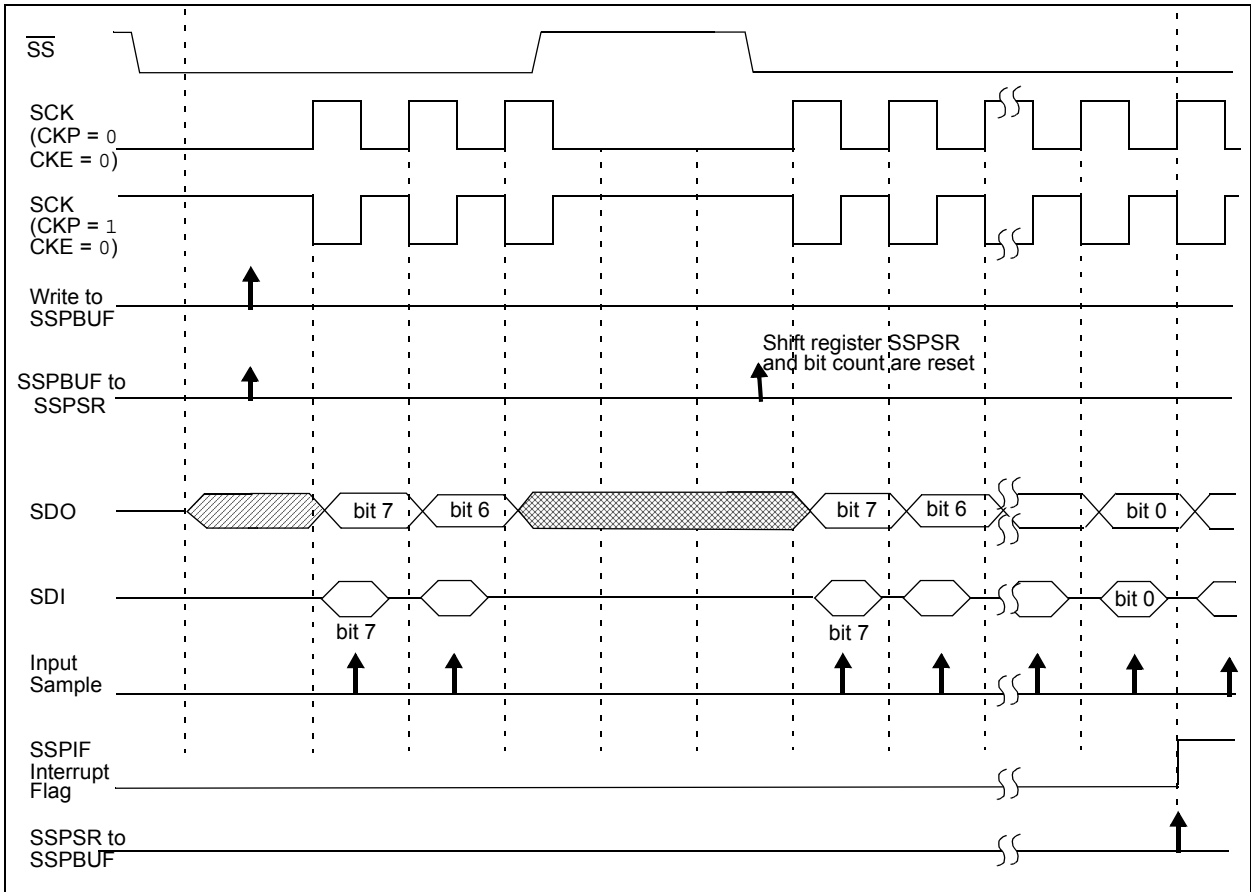 SS
SCK
(CKP = 0
CKE = 0)
SCK
(CKP = 1
CKE = 0)
Write to
SSPBUF
Shift register SSPSR
and bit count are reset
SSPBUF to
SSPSR
SDO
bit 7
bit 6
bit 7
bit 6
bit 0
SDI
bit 0
bit 7
bit 7
Input
Sample
SSPIF
Interrupt
Flag
SSPSR to
SSPBUF